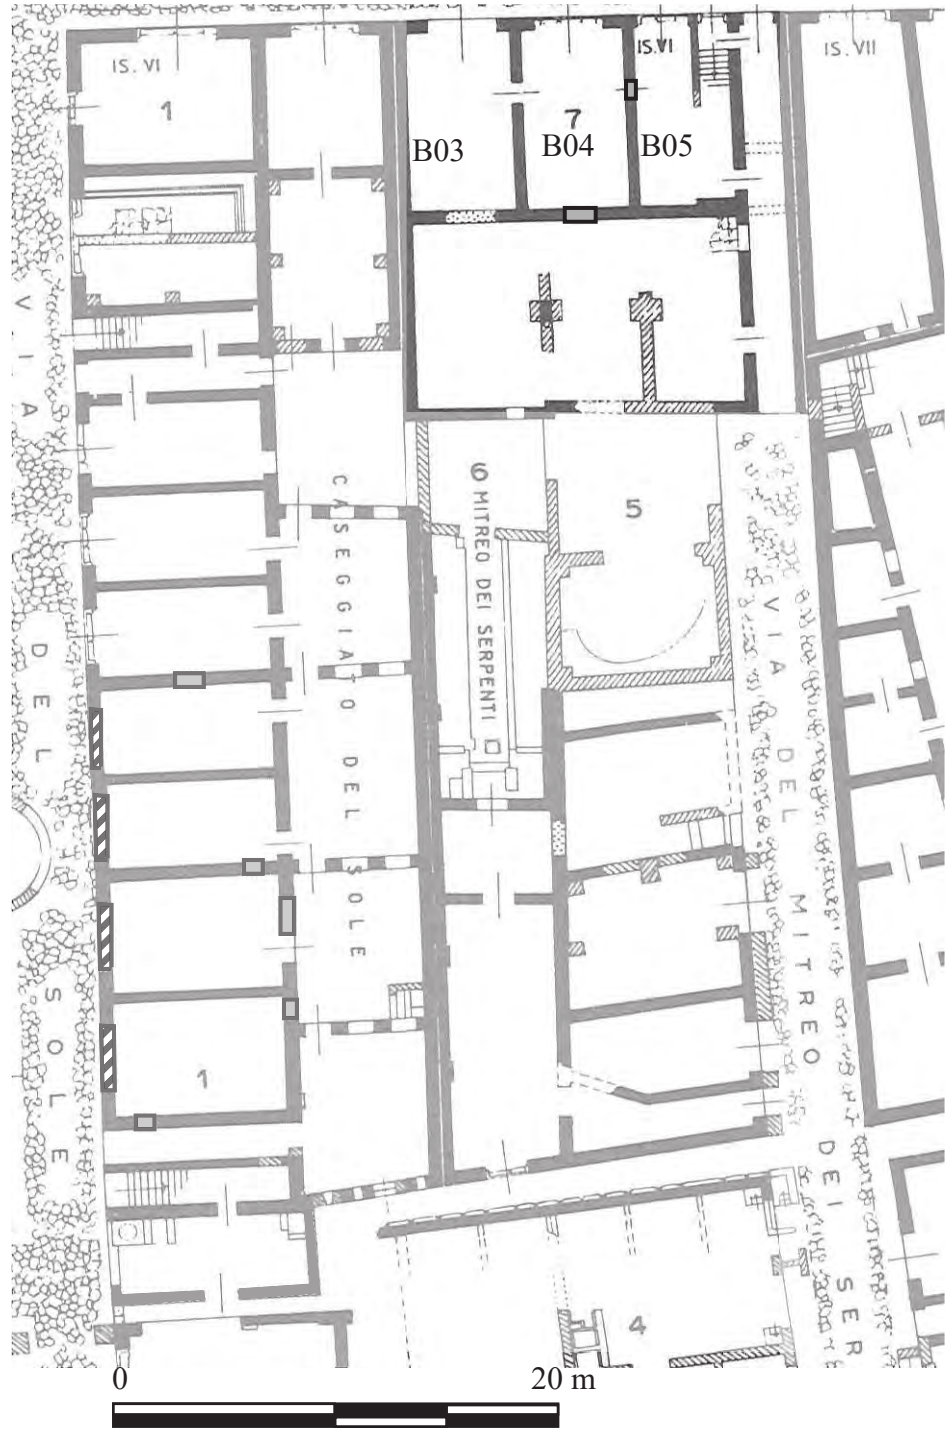 IS. VI
1
IS. VI
7
IS. VII
B03
B04
B05
VIA
DEL
SOLE
CASEGGIATO DEL SOLE
6 MITREO DEI SERPENTI
5
VIA DEL MITREO DEI SER
1
4
0
20 m